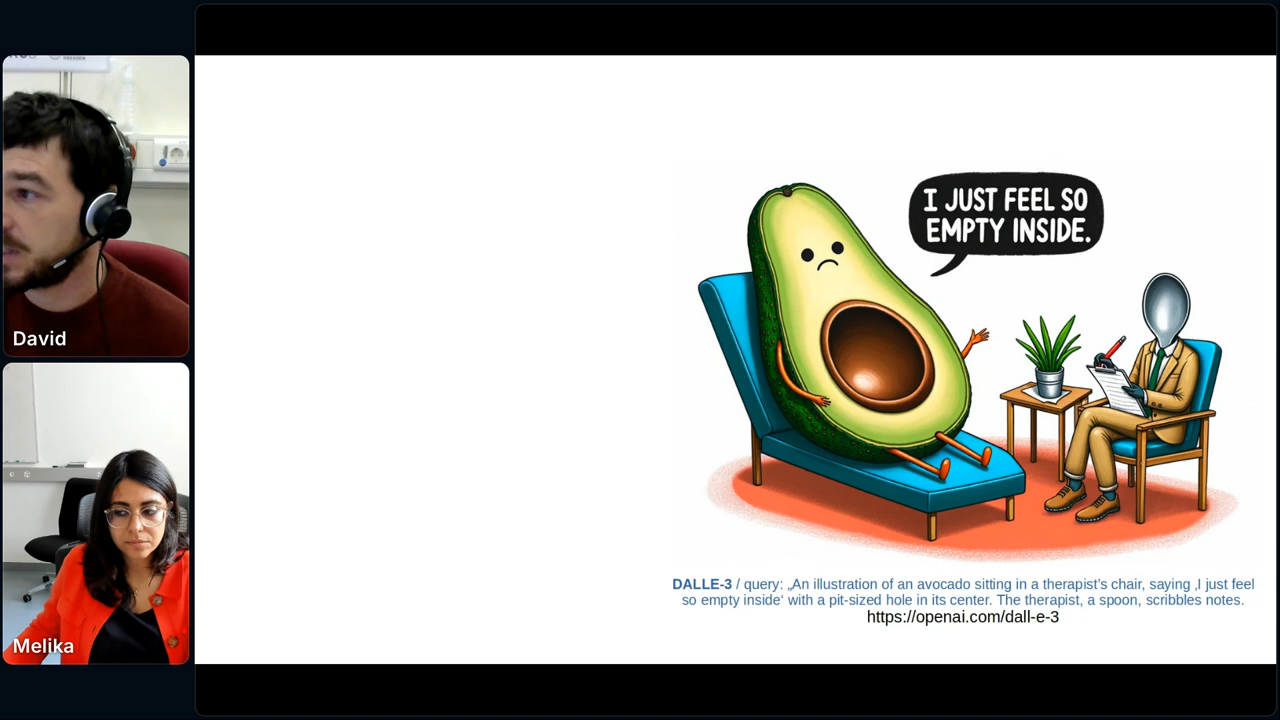 David
Melika
I JUST FEEL SO
EMPTY INSIDE.
DALLE-3 / query: „An illustration of an avocado sitting in a therapist's chair, saying ‚I just feel
so empty inside‘ with a pit-sized hole in its center. The therapist, a spoon, scribbles notes.
https://openai.com/dall-e-3